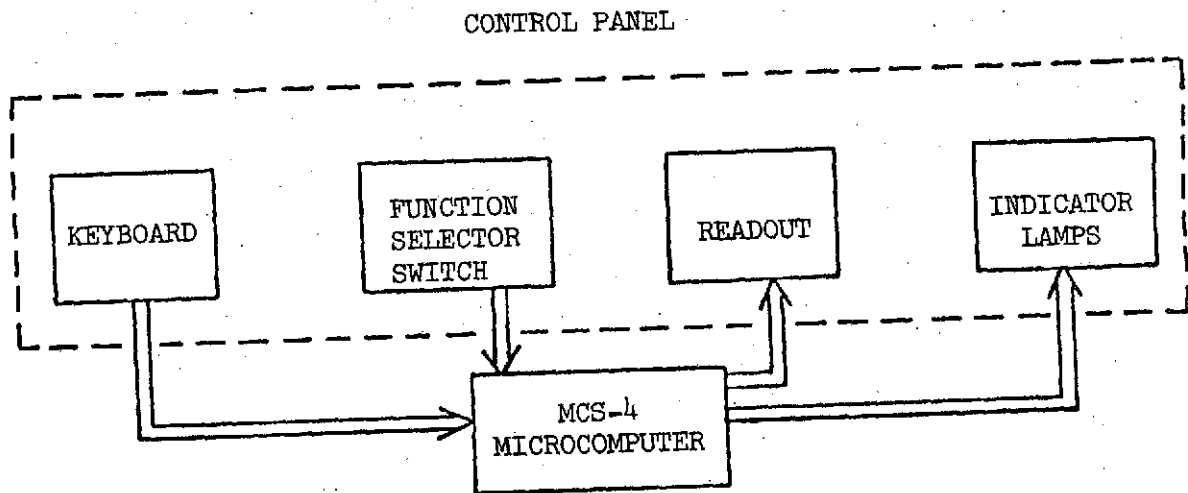 CONTROL PANEL
KEYBOARD
FUNCTION
SELECTOR
SWITCH
READOUT
INDICATOR
LAMPS
MCS-4
MICROCOMPUTER